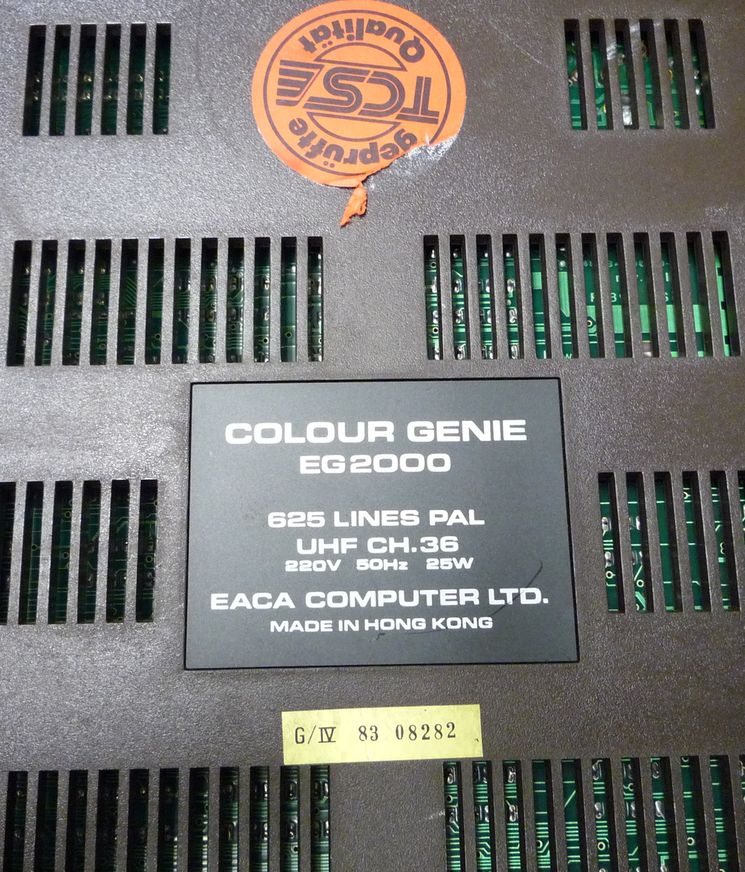 geprüfte
TCS
Qualität
COLOUR GENIE
EG2000
625 LINES PAL
UHF CH.36
220V 50Hz 25W
EACA COMPUTER LTD.
MADE IN HONG KONG
G/IV 83 08282